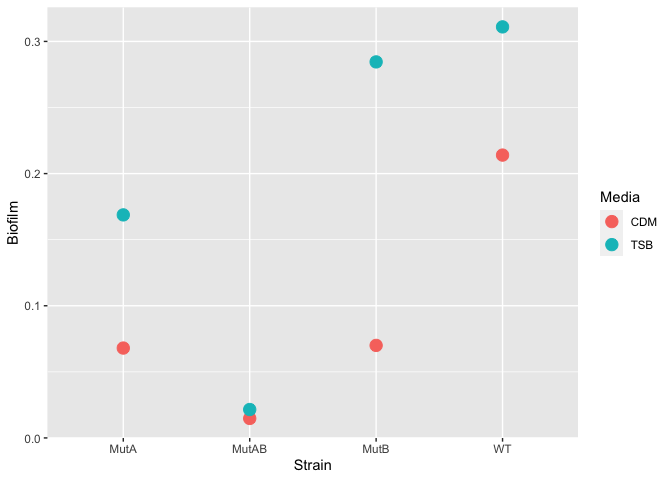 0.3
0.2
0.1
0.0
Biofilm
MutA MutAB MutB WT
Strain
Media
CDM
TSB